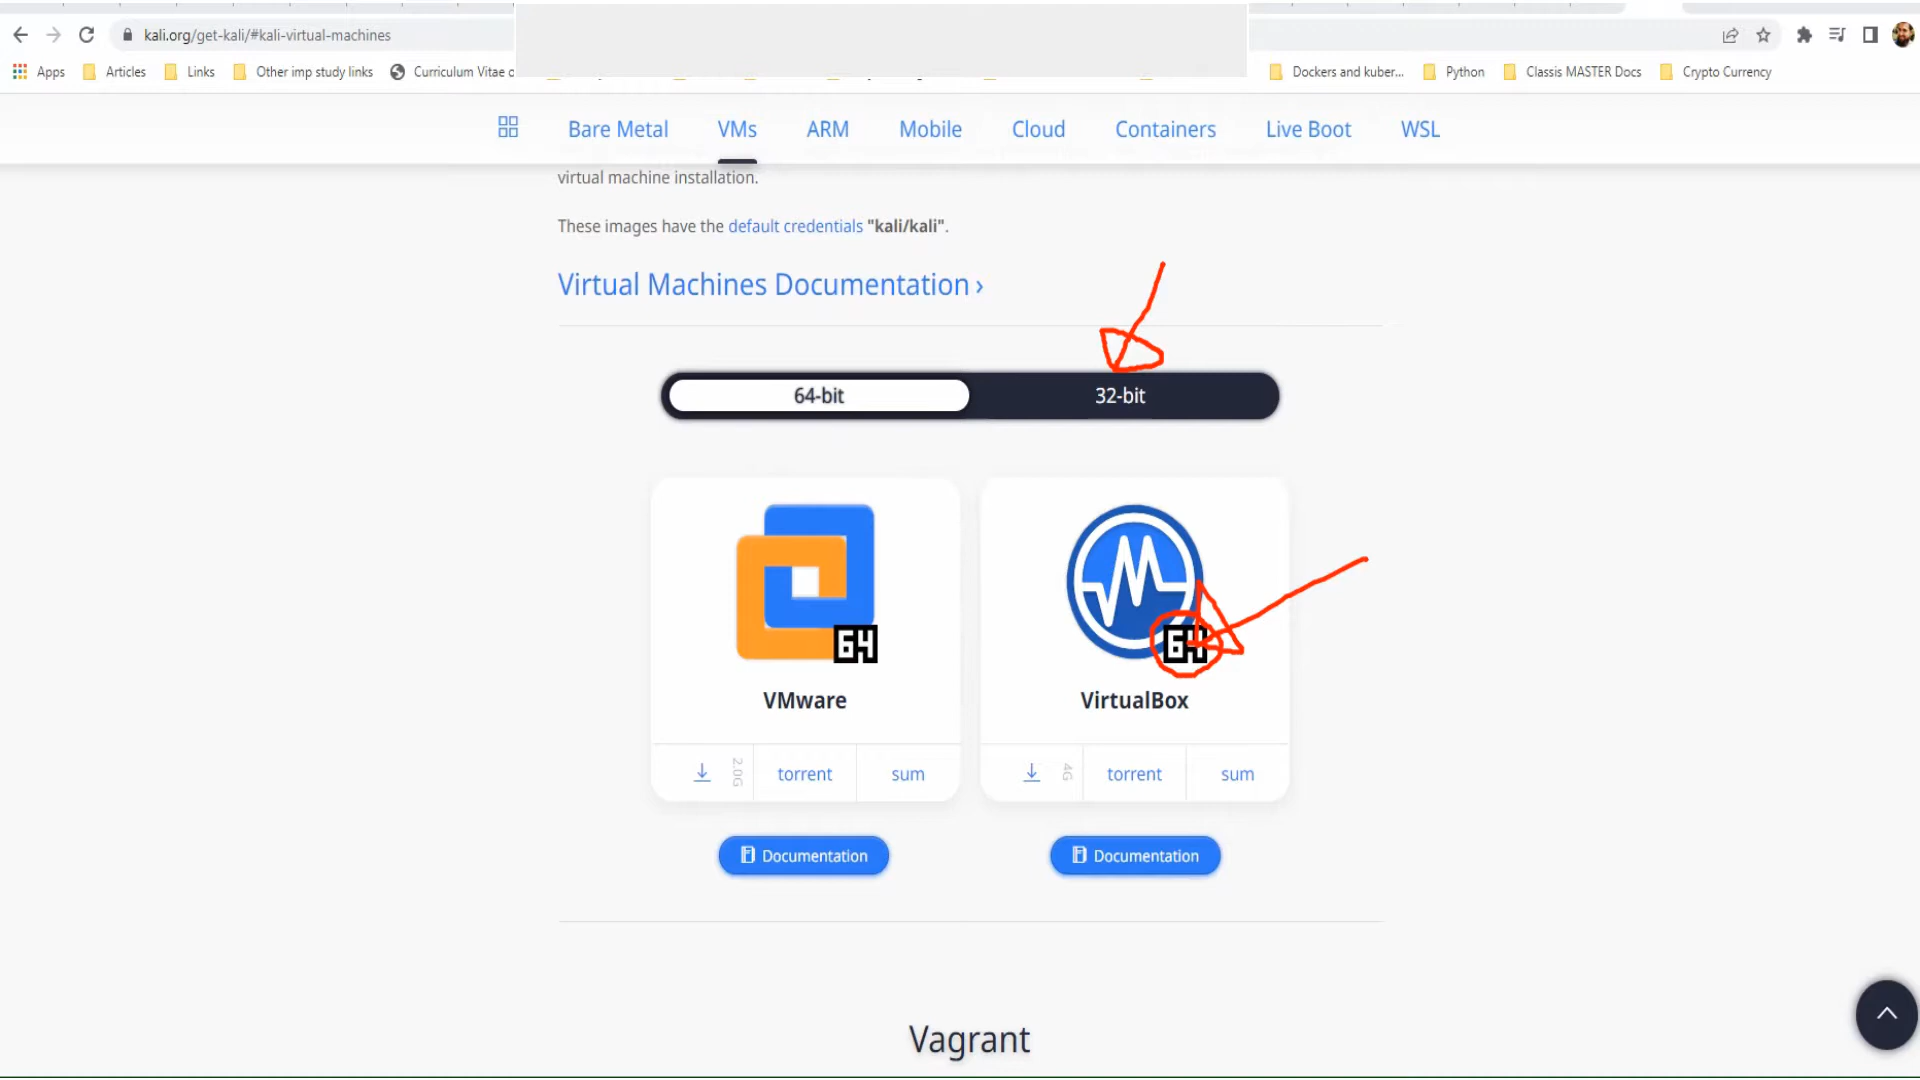 kali.org/get-kali/#kali-virtual-machines
Apps Articles Links Other imp study links Curriculum Vitae Dockers and kuber... Python Classis MASTER Docs Crypto Currency
Bare Metal VMs ARM Mobile Cloud Containers Live Boot WSL
virtual machine installation.
These images have the default credentials "kali/kali".
Virtual Machines Documentation ›
64-bit 32-bit
64 64
VMware VirtualBox
2.0G torrent sum 4G torrent sum
Documentation Documentation
Vagrant